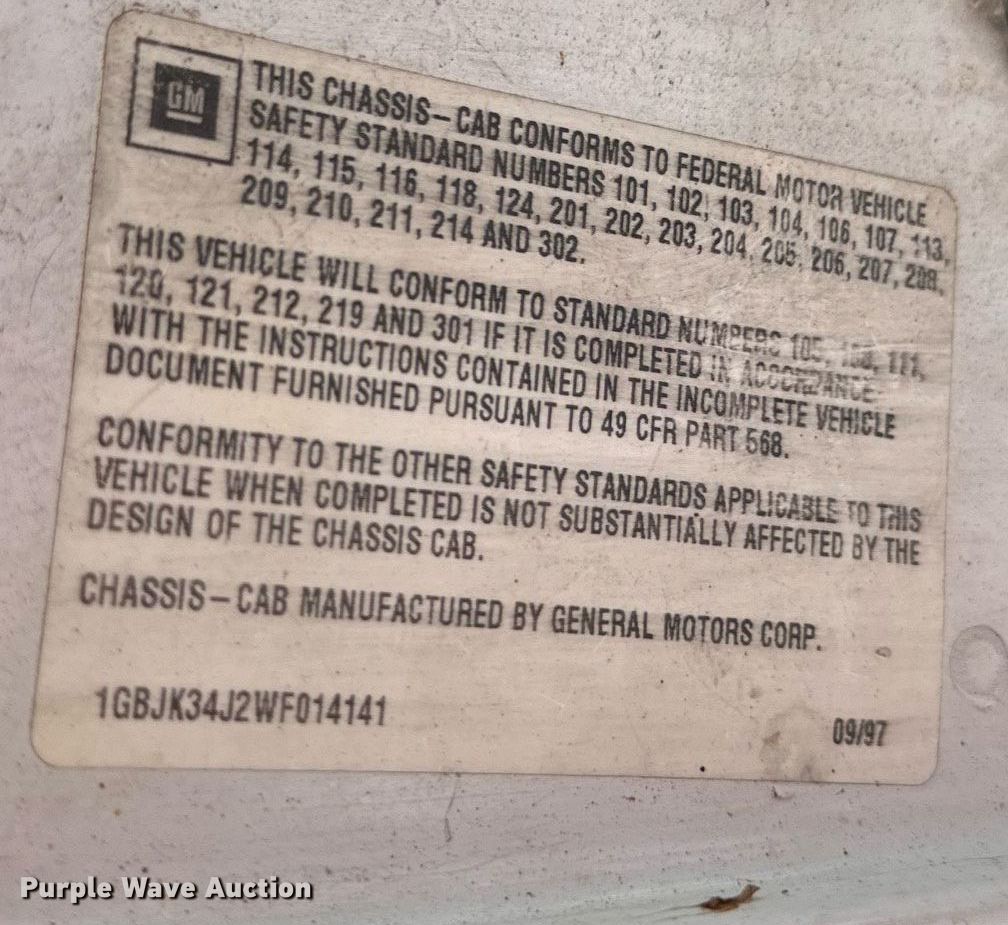 GM
THIS CHASSIS-CAB CONFORMS TO FEDERAL MOTOR VEHICLE
SAFETY STANDARD NUMBERS 101, 102, 103, 104, 106, 107, 113,
114, 115, 116, 118, 124, 201, 202, 203, 204, 205, 206, 207, 208,
209, 210, 211, 214 AND 302.
THIS VEHICLE WILL CONFORM TO STANDARD NUMBERS 105, 111,
120, 121, 212, 219 AND 301 IF IT IS COMPLETED IN ACCORDANCE
WITH THE INSTRUCTIONS CONTAINED IN THE INCOMPLETE VEHICLE
DOCUMENT FURNISHED PURSUANT TO 49 CFR PART 568.
CONFORMITY TO THE OTHER SAFETY STANDARDS APPLICABLE TO THIS
VEHICLE WHEN COMPLETED IS NOT SUBSTANTIALLY AFFECTED BY THE
DESIGN OF THE CHASSIS CAB.
CHASSIS-CAB MANUFACTURED BY GENERAL MOTORS CORP.
1GBJK34J2WF014141
09/97
Purple Wave Auction